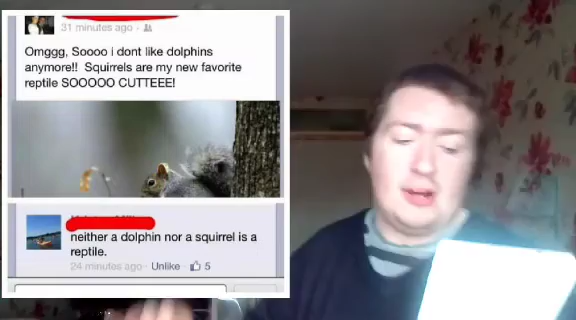 31 minutes ago
Omggg, Soooo i dont like dolphins
anymore!! Squirrels are my new favorite
reptile SOOOOO CUTTEEE!
neither a dolphin nor a squirrel is a
reptile.
24 minutes ago · Unlike · 5